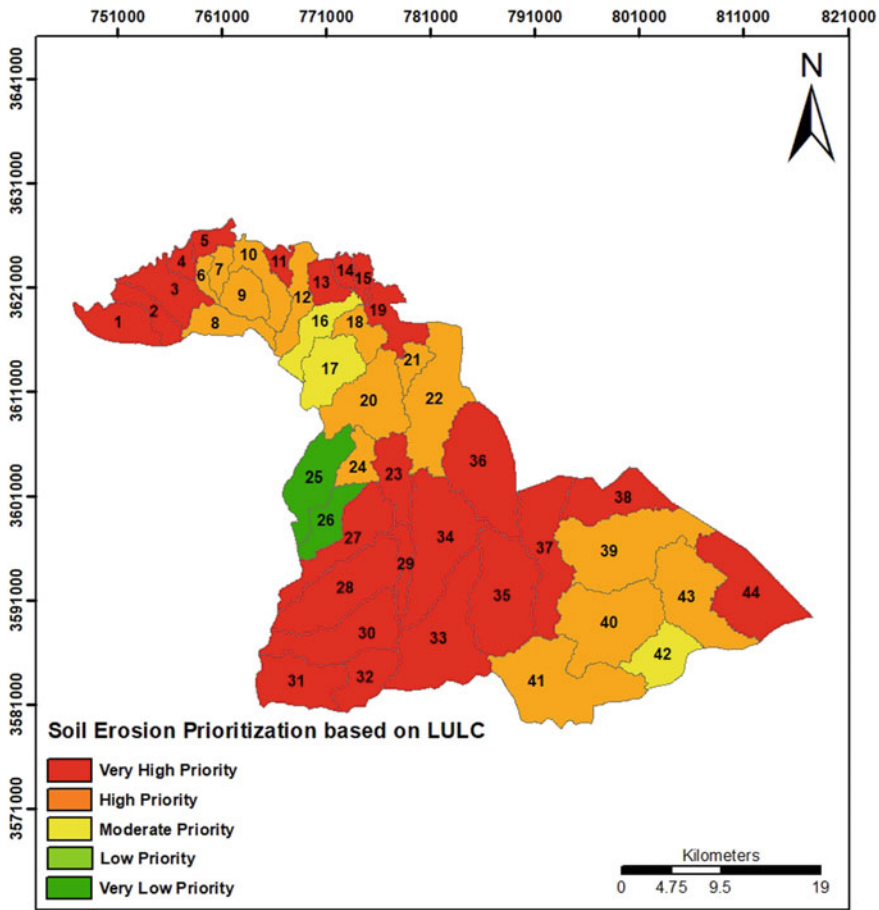 751000 761000 771000 781000 791000 801000 811000 821000
3641000
N
3631000
5
10
4 11
7 14
6 13 15
3 9 12
3621000
19
1 2 8 16 18
21
17
3611000
20 22
23 36
24
25
3601000
38
26
27 34 37 39
29
28 35 43 44
3591000
40
30 33
42
32
31 41
3581000
Soil Erosion Prioritization based on LULC
Very High Priority
High Priority
3571000
Moderate Priority
Low Priority
Very Low Priority
Kilometers
0 4.75 9.5 19